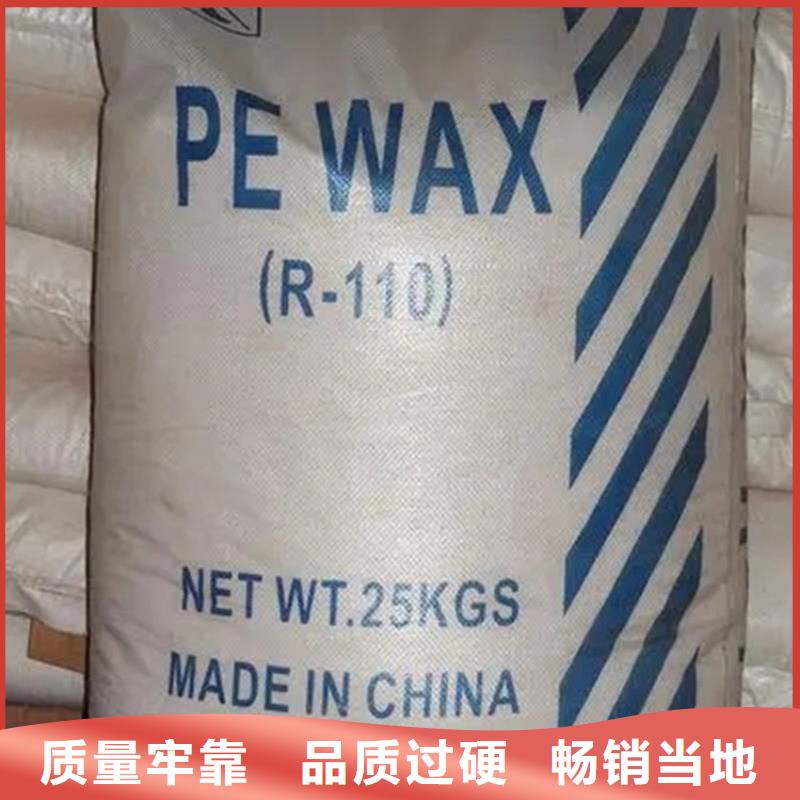 PE WAX
(R-110)
NET WT.25KGS
MADE IN CHINA
质量牢靠 品质过硬 畅销当地